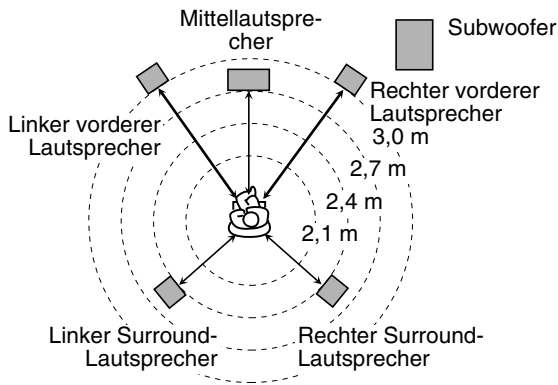 Mittellautspre-
cher
Subwoofer
Rechter vorderer
Lautsprecher
Linker vorderer
Lautsprecher
3,0 m
2,7 m
2,4 m
2,1 m
Linker Surround-
Lautsprecher
Rechter Surround-
Lautsprecher